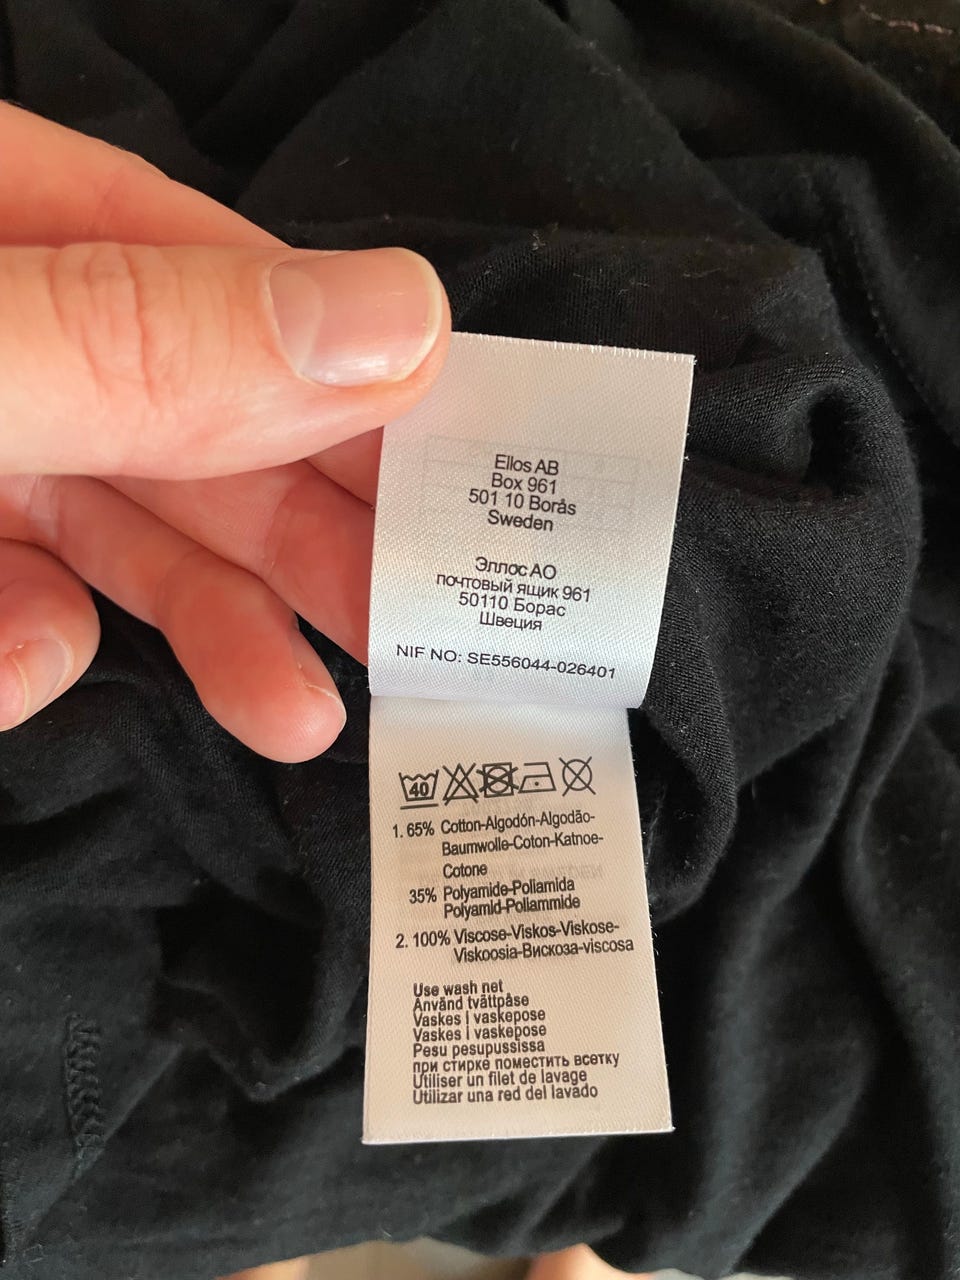 Ellos AB
Box 961
501 10 Borås
Sweden
Эллос АО
почтовый ящик 961
50110 Борас
Швеция
NIF NO: SE556044-026401
40
1. 65% Cotton-Algodón-Algodão-
Baumwolle-Coton-Katnoe-
Cotone
35% Polyamide-Poliamida
Polyamid-Poliammide
2. 100% Viscose-Viskos-Viskose-
Viskoosia-Вискоза-viscosa
Use wash net
Använd tvättpåse
Vaskes i vaskepose
Vaskes i vaskepose
Pesu pesupussissa
при стирке поместить всетку
Utiliser un filet de lavage
Utilizar una red del lavado